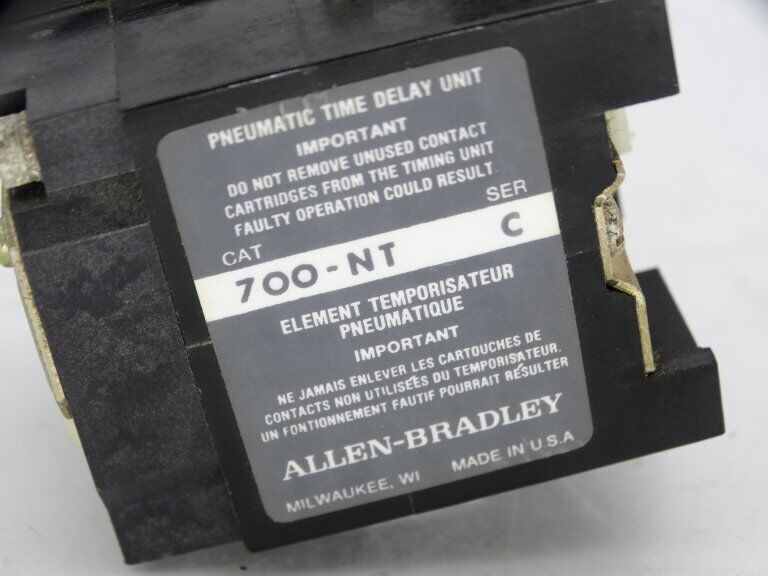 PNEUMATIC TIME DELAY UNIT
IMPORTANT
DO NOT REMOVE UNUSED CONTACT
CARTRIDGES FROM THE TIMING UNIT
FAULTY OPERATION COULD RESULT
CAT SER
700-NT C
ELEMENT TEMPORISATEUR
PNEUMATIQUE
IMPORTANT
NE JAMAIS ENLEVER LES CARTOUCHES DE
CONTACTS NON UTILISÉES DU TEMPORISATEUR.
UN FONTIONNEMENT FAUTIF POURRAIT RÉSULTER
ALLEN-BRADLEY
MILWAUKEE, WI MADE IN U.S.A